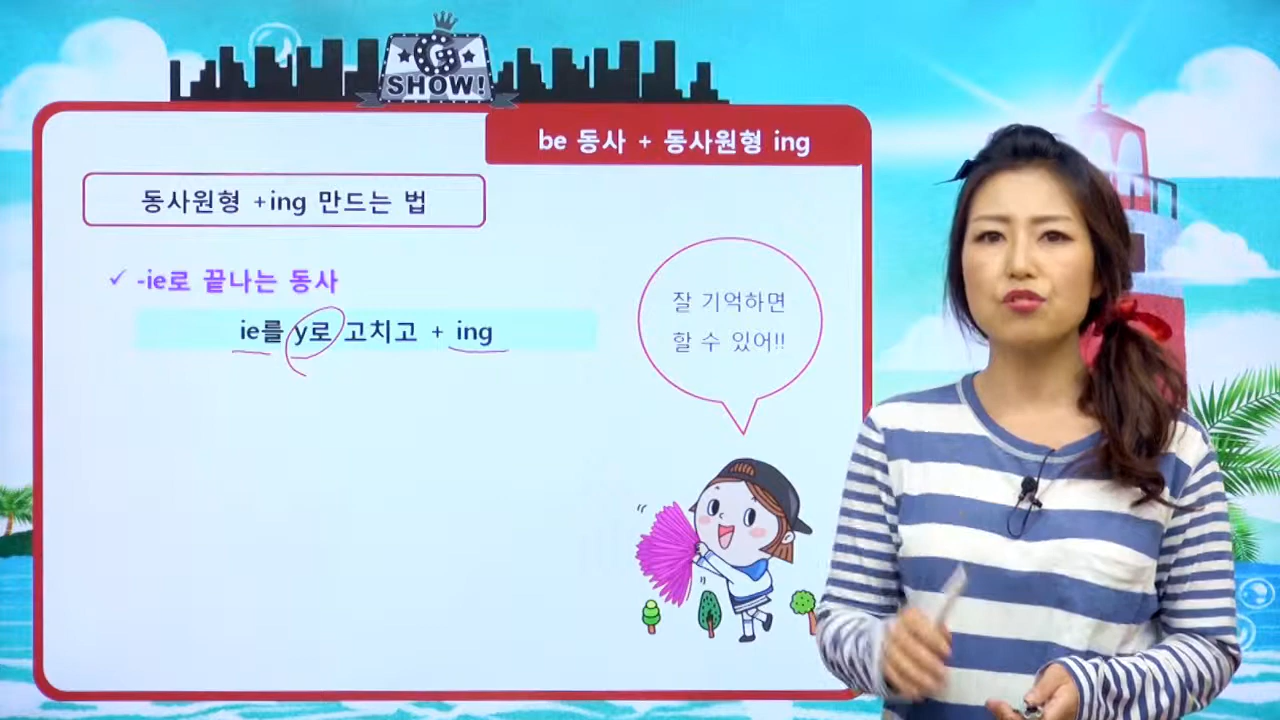 G
SHOW!
be 동사 + 동사원형 ing
동사원형 +ing 만드는 법
✓ -ie로 끝나는 동사
ie를 y로 고치고 + ing
잘 기억하면
할 수 있어!!